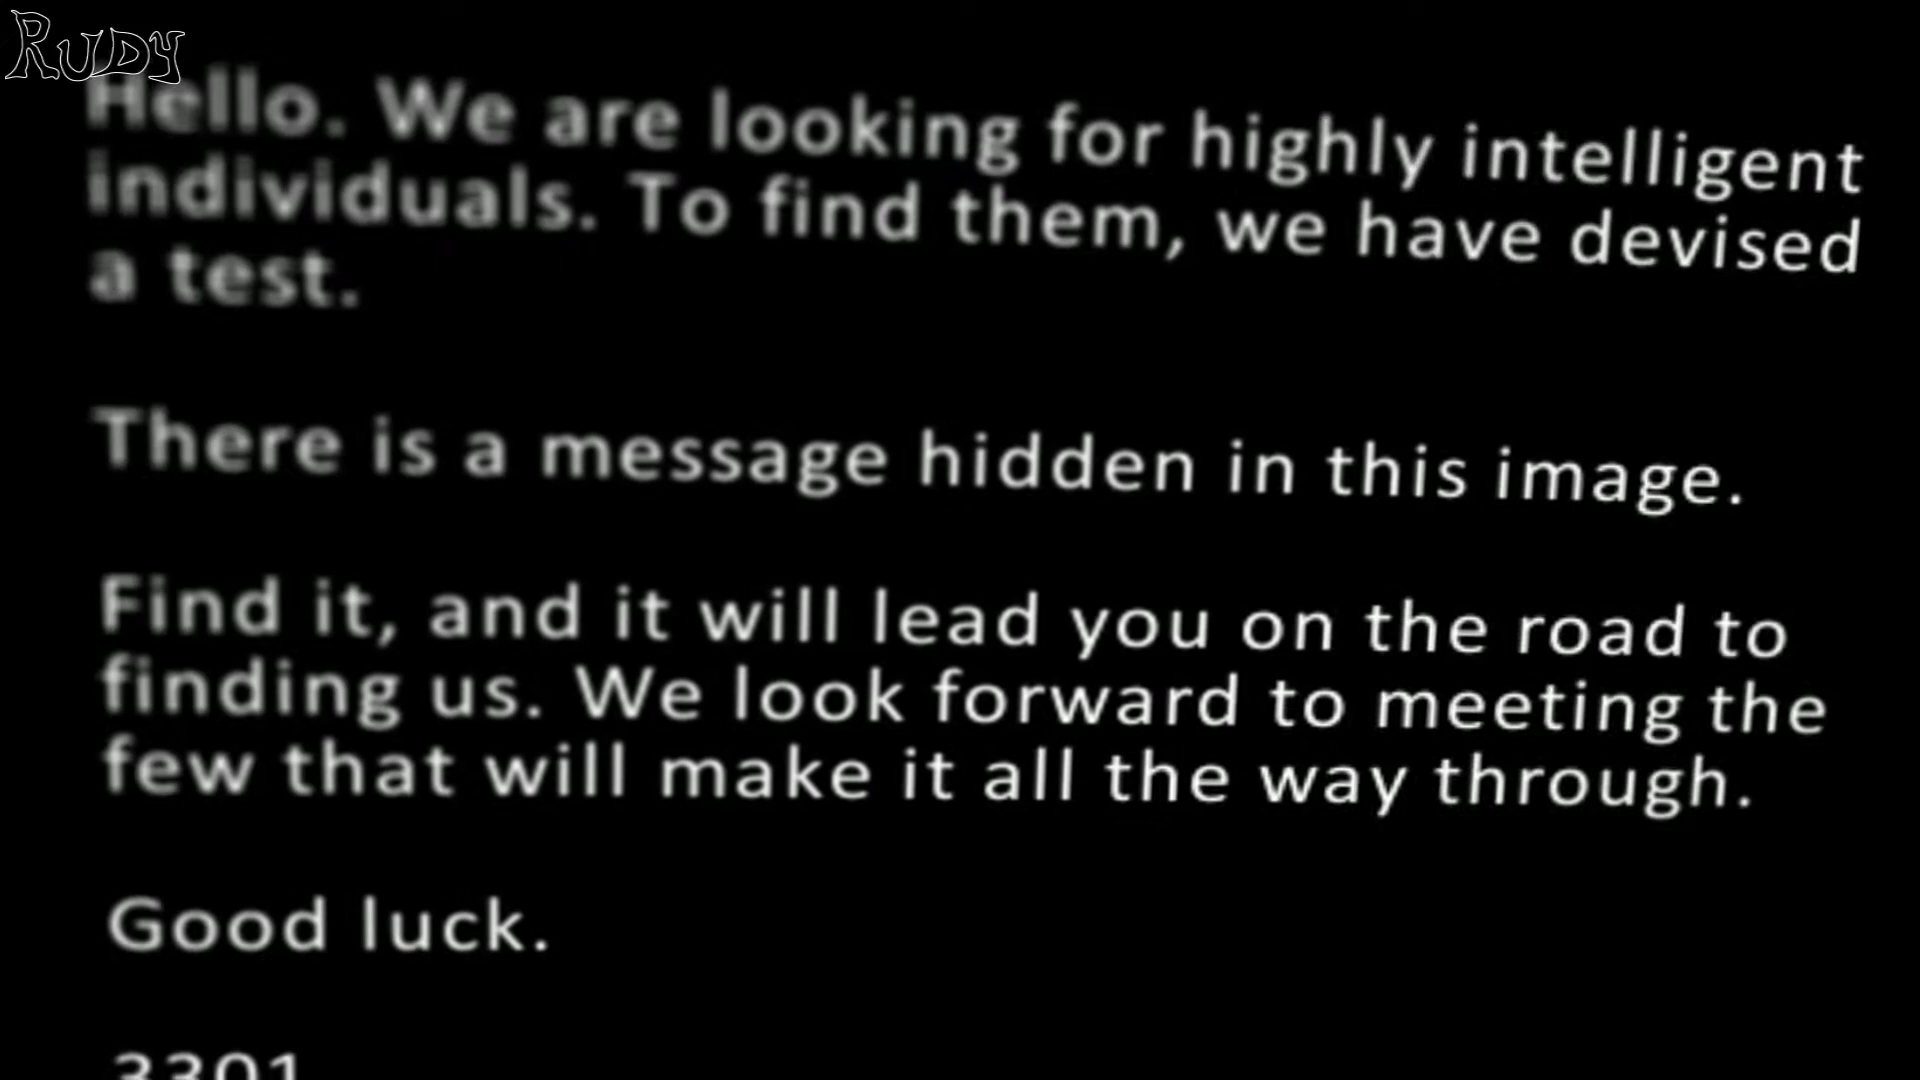 RUDY
Hello. We are looking for highly intelligent
individuals. To find them, we have devised
a test.
There is a message hidden in this image.
Find it, and it will lead you on the road to
finding us. We look forward to meeting the
few that will make it all the way through.
Good luck.
3301